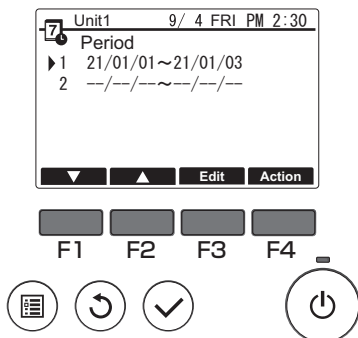 7 Unit1 9/ 4 FRI PM 2:30
Period
1 21/01/01~21/01/03
2 --/--/--~--/--/--
▼ ▲ Edit Action
F1 F2 F3 F4